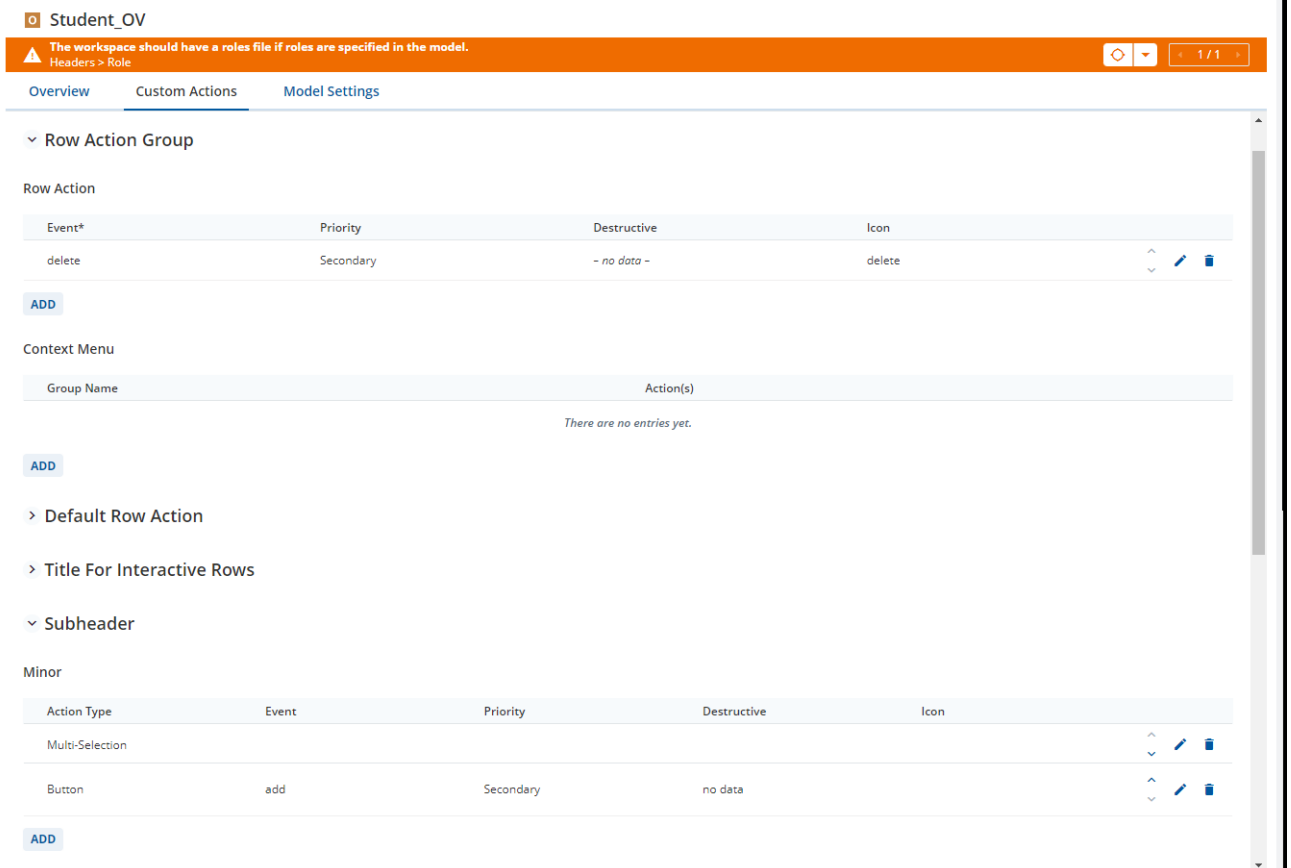 O Student_OV
The workspace should have a roles file if roles are specified in the model.
Headers > Role
1 / 1
Overview Custom Actions Model Settings
Row Action Group
Row Action
Event* Priority Destructive Icon
delete Secondary – no data – delete
ADD
Context Menu
Group Name Action(s)
There are no entries yet.
ADD
Default Row Action
Title For Interactive Rows
Subheader
Minor
Action Type Event Priority Destructive Icon
Multi-Selection
Button add Secondary no data
ADD